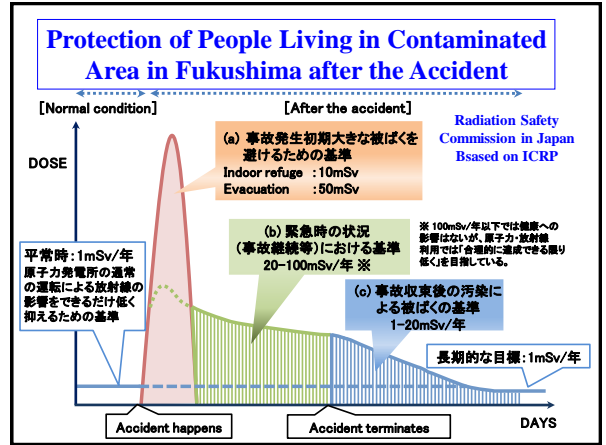 Protection of People Living in Contaminated
Area in Fukushima after the Accident
[Normal condition]
[After the accident]
Radiation Safety
Commission in Japan
Bsased on ICRP
DOSE
(a) 事故発生初期大きな被ばくを
避けるための基準
Indoor refuge :10mSv
Evacuation :50mSv
(b) 緊急時の状況
(事故継続等)における基準
20-100mSv/年 ※
※ 100mSv/年以下では健康への
影響はないが、原子力・放射線
利用では「合理的に達成できる限り
低く」を目指している。
平常時:1mSv/年
原子力発電所の通常
の運転による放射線の
影響をできるだけ低く
抑えるための基準
(c) 事故収束後の汚染に
よる被ばくの基準
1-20mSv/年
長期的な目標:1mSv/年
Accident happens
Accident terminates
DAYS